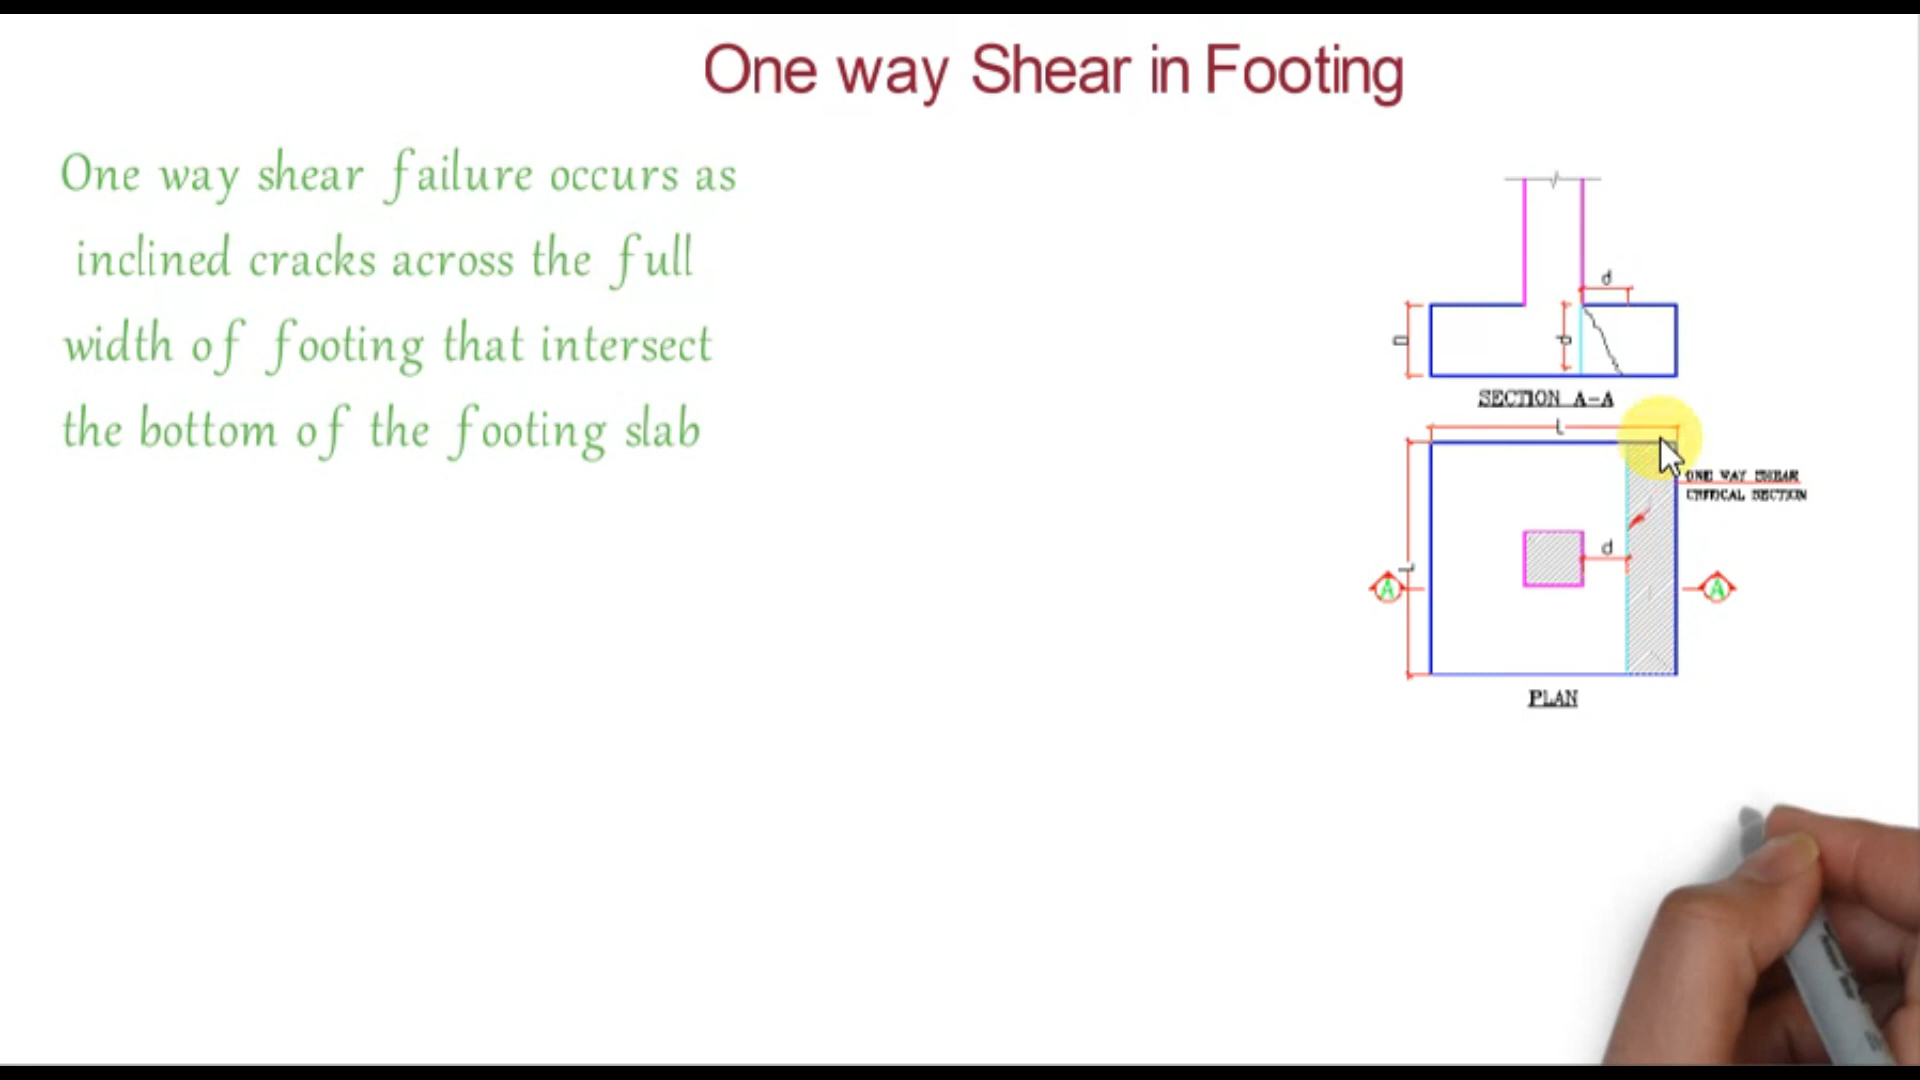 One way Shear in Footing
One way shear failure occurs as
inclined cracks across the full
width of footing that intersect
the bottom of the footing slab
d
D
d
SECTION A-A
L
ONE WAY SHEAR
CRITICAL SECTION
d
L
A
A
PLAN